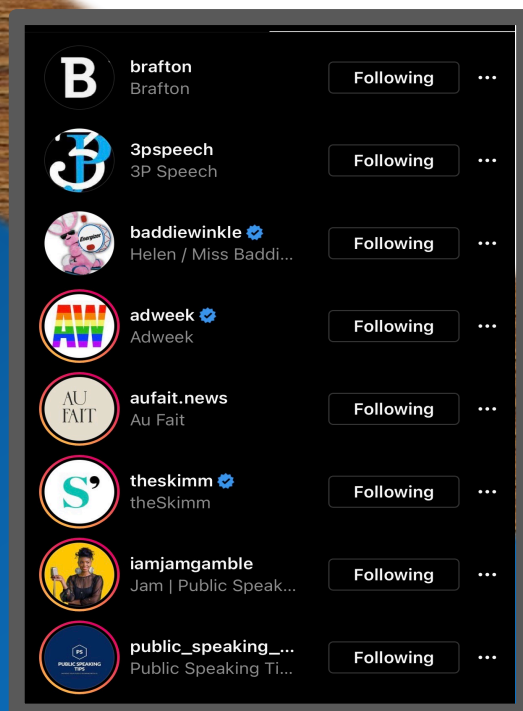 B
brafton
Brafton
Following
3P
3pspeech
3P Speech
Following
Energizer
baddiewinkle
Helen / Miss Baddi...
Following
AW
adweek
Adweek
Following
AU
FAIT
aufait.news
Au Fait
Following
S'
theskimm
theSkimm
Following
iamjamgamble
Jam | Public Speak...
Following
PS
PUBLIC SPEAKING
TIPS
public_speaking_...
Public Speaking Ti...
Following